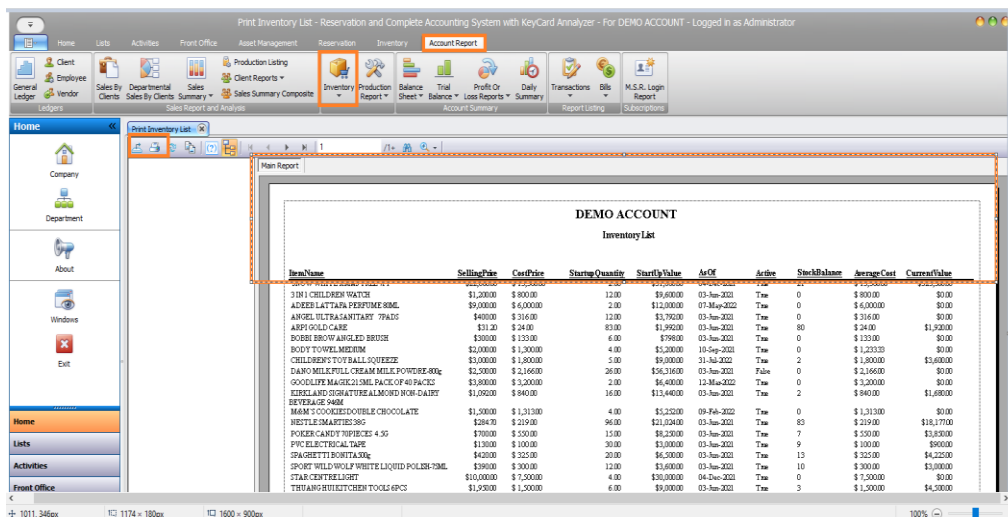 Print Inventory List - Reservation and Complete Accounting System with KeyCard Annalyzer - For DEMO ACCOUNT - Logged in as Administrator
Home Lists Activities Front Office Asset Management Reservation Inventory Account Report
General Ledger
Client
Employee
Vendor
Ledgers
Sales By Clients
Departmental Sales By Clients
Sales Summary
Production Listing
Client Reports
Sales Summary Composite
Sales Report and Analysis
Inventory
Production Report
Balance Sheet
Trial Balance
Profit Or Loss Reports
Daily Summary
Account Summary
Transactions
Bills
Report Listing
M.S.R. Login Report
Subscriptions
Home
Company
Department
About
Windows
Exit
Home
Lists
Activities
Front Office
Print Inventory List
1 /1+
Main Report
DEMO ACCOUNT
Inventory List
ItemName SellingPrice CostPrice StartupQuantity StartUpValue AsOf Active StockBalance AverageCost CurrentValue
3 IN 1 CHILDREN WATCH $1,200.00 $ 800.00 12.00 $9,600.00 03-Jun-2021 True 0 $ 800.00 $0.00
ADEEB LATTAFA PERFUME 80ML $9,000.00 $ 6,000.00 2.00 $12,000.00 07-May-2022 True 0 $ 6,000.00 $0.00
ANGEL ULTRASANITARY 7PADS $400.00 $ 316.00 12.00 $3,792.00 03-Jun-2021 True 0 $ 316.00 $0.00
ARPI GOLD CARE $31.20 $ 24.00 83.00 $1,992.00 03-Jun-2021 True 80 $ 24.00 $1,920.00
BOBBI BROW ANGLED BRUSH $300.00 $ 133.00 6.00 $798.00 03-Jun-2021 True 0 $ 133.00 $0.00
BODY TOWEL MEDIUM $2,000.00 $ 1,300.00 4.00 $5,200.00 10-Sep-2021 True 0 $ 1,233.33 $0.00
CHILDREN'S TOY BALL SQUEEZE $3,000.00 $ 1,800.00 5.00 $9,000.00 31-Jul-2022 True 2 $ 1,800.00 $3,600.00
DANO MILK FULL CREAM MILK POWDRE-800g $2,500.00 $ 2,166.00 26.00 $56,316.00 03-Jun-2021 False 0 $ 2,166.00 $0.00
GOODLIFE MAGIK 215ML PACK OF 40 PACKS $3,800.00 $ 3,200.00 2.00 $6,400.00 12-Mar-2022 True 0 $ 3,200.00 $0.00
KIRKLAND SIGNATURE ALMOND NON-DAIRY $1,092.00 $ 840.00 16.00 $13,440.00 03-Jun-2021 True 2 $ 840.00 $1,680.00
BEVERAGE 946M
M&M'S COOKIES DOUBLE CHOCOLATE $1,500.00 $ 1,313.00 4.00 $5,252.00 09-Feb-2022 True 0 $ 1,313.00 $0.00
NESTLE SMARTIES 38G $284.70 $ 219.00 96.00 $21,024.00 03-Jun-2021 True 83 $ 219.00 $18,177.00
POKER CANDY 70PIECES 4.5G $700.00 $ 550.00 15.00 $8,250.00 03-Jun-2021 True 7 $ 550.00 $3,850.00
PVC ELECTRICAL TAPE $130.00 $ 100.00 30.00 $3,000.00 03-Jun-2021 True 9 $ 100.00 $900.00
SPAGHETTI BONITA 500g $420.00 $ 325.00 20.00 $6,500.00 03-Jun-2021 True 13 $ 325.00 $4,225.00
SPORT WILD WOLF WHITE LIQUID POLISH-75ML $390.00 $ 300.00 12.00 $3,600.00 03-Jun-2021 True 10 $ 300.00 $3,000.00
STAR CENTRE LIGHT $10,000.00 $ 7,500.00 4.00 $30,000.00 04-Dec-2021 True 0 $ 7,500.00 $0.00
THUANG HUI KITCHEN TOOLS 6PCS $1,950.00 $ 1,500.00 6.00 $9,000.00 03-Jun-2021 True 3 $ 1,500.00 $4,500.00
1011, 346px 1174 × 180px 1600 × 900px 100%